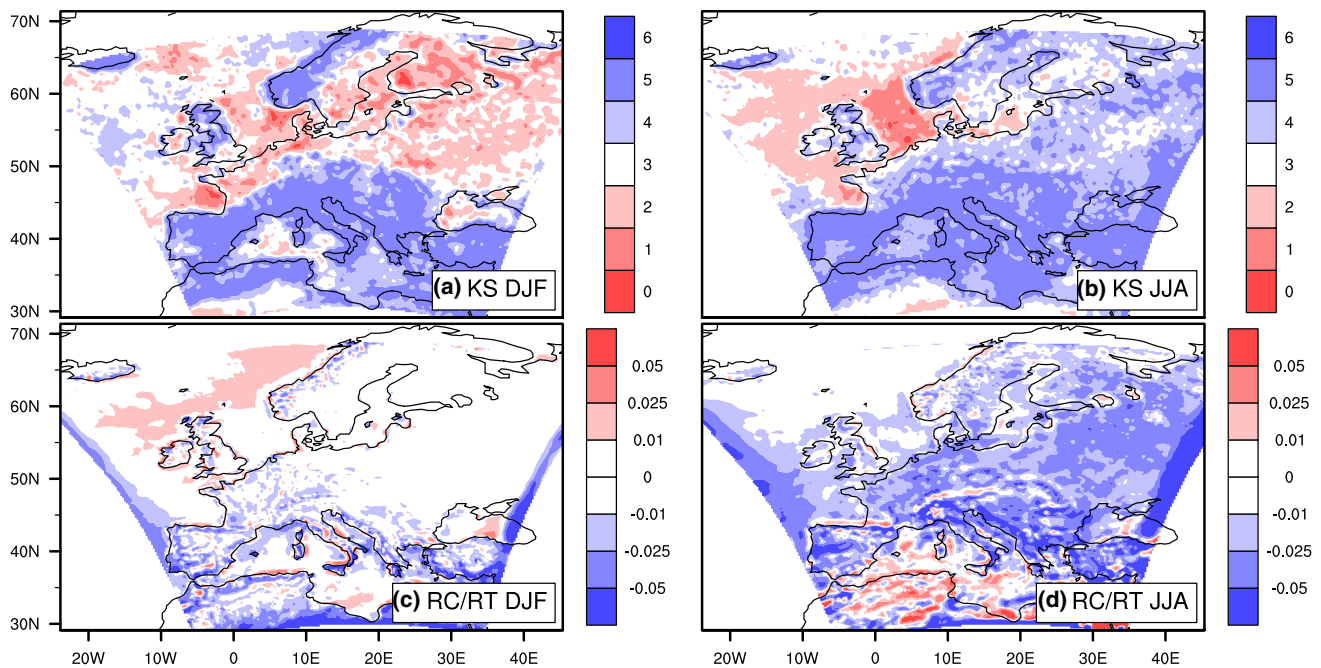 70N
60N
50N
40N
30N
(a) KS DJF
6
5
4
3
2
1
0
(b) KS JJA
6
5
4
3
2
1
0
70N
60N
50N
40N
30N
20W
10W
0
10E
20E
30E
40E
(c) RC/RT DJF
0.05
0.025
0.01
0
-0.01
-0.025
-0.05
20W
10W
0
10E
20E
30E
40E
(d) RC/RT JJA
0.05
0.025
0.01
0
-0.01
-0.025
-0.05